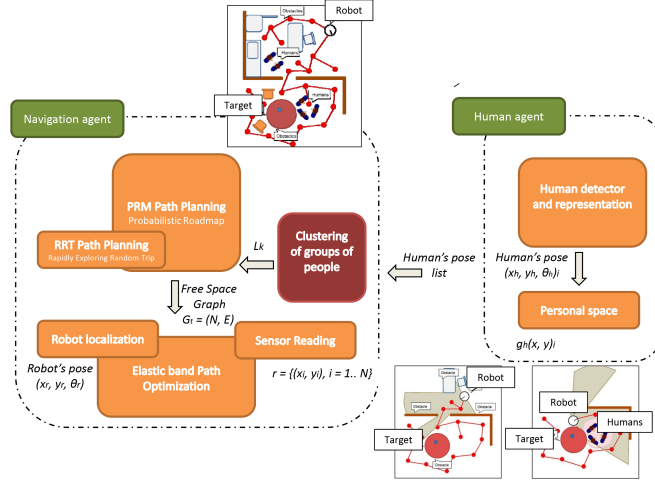 Obstacles
Robot
Humans
Target
Humans
Obstacles
Navigation agent
Human agent
PRM Path Planning
Probabilistic Roadmap
RRT Path Planning
Rapidly Exploring Random Trip
Lk
Clustering
of groups of
people
Human's pose
list
Human detector
and representation
Human's pose
(xh, yh, θh)i
Personal space
gh(x, y)i
Free Space
Graph
Gt = (N, E)
Robot localization
Sensor Reading
Elastic band Path
Optimization
Robot's pose
(xr, yr, θr)
r = {(xi, yi), i = 1.. N}
Obstacle
Robot
Obstacle
Obstacle
Target
Obstacle
Robot
Humans
Target